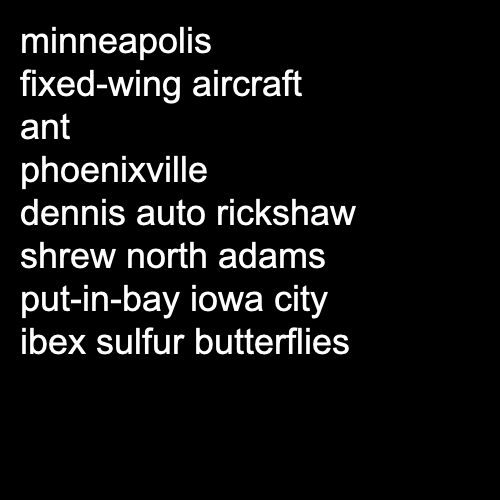 minneapolis
fixed-wing aircraft
ant
phoenixville
dennis auto rickshaw
shrew north adams
put-in-bay iowa city
ibex sulfur butterflies